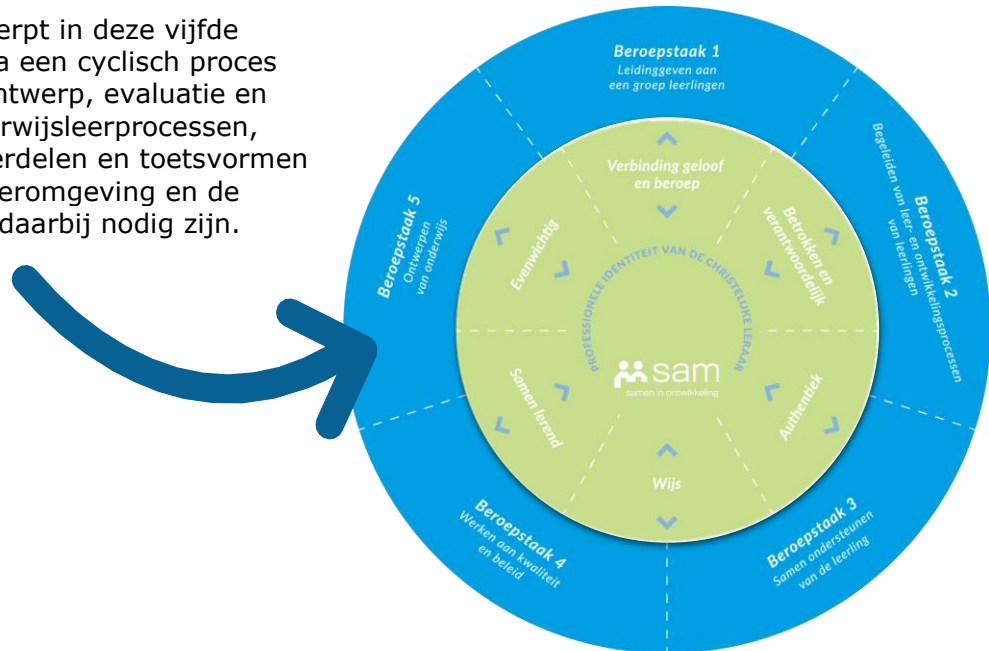 erpt in deze vijfde
a een cyclisch proces
ntwerp, evaluatie en
rwijsleerprocessen,
erdelen en toetsvormen
eromgeving en de
daarbij nodig zijn.
Beroepstaak 1
Leidinggeven aan
een groep leerlingen
Beroepstaak 2
Begeleiden van leer- en ontwikkelingsprocessen
van leerlingen
Beroepstaak 3
Samen ondersteunen
van de leerling
Beroepstaak 4
Werken aan kwaliteit
en beleid
Beroepstaak 5
Ontwerpen
van onderwijs
Verbinding geloof
en beroep
Betrokken en
verantwoordelijk
Authentiek
Wijs
Samen lerend
Evenwichtig
PROFESSIONELE IDENTITEIT VAN DE CHRISTELIJKE LERAAR
sam
samen in ontwikkeling